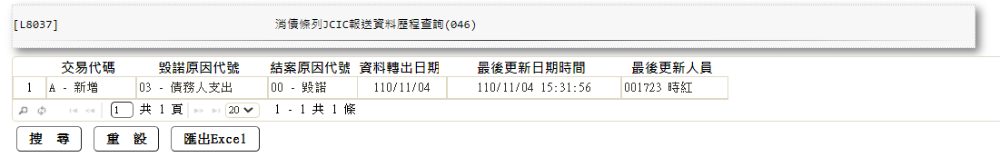 [L8037] 消債條列JCIC報送資料歷程查詢(046)
交易代碼 毀諾原因代號 結案原因代號 資料轉出日期 最後更新日期時間 最後更新人員
1 A - 新增 03 - 債務人支出 00 - 毀諾 110/11/04 110/11/04 15:31:56 001723 時紅
1 共 1 頁 20 1 - 1 共 1 條
搜 尋 重 設 匯出Excel